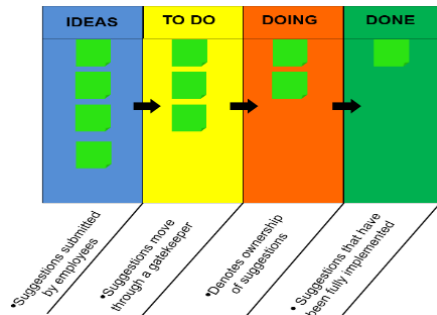 IDEAS
TO DO
DOING
DONE
•Suggestions submitted
by employees
•Suggestions move
through a gatekeeper
•Denotes ownership
of suggestions
• Suggestions that have
been fully implemented